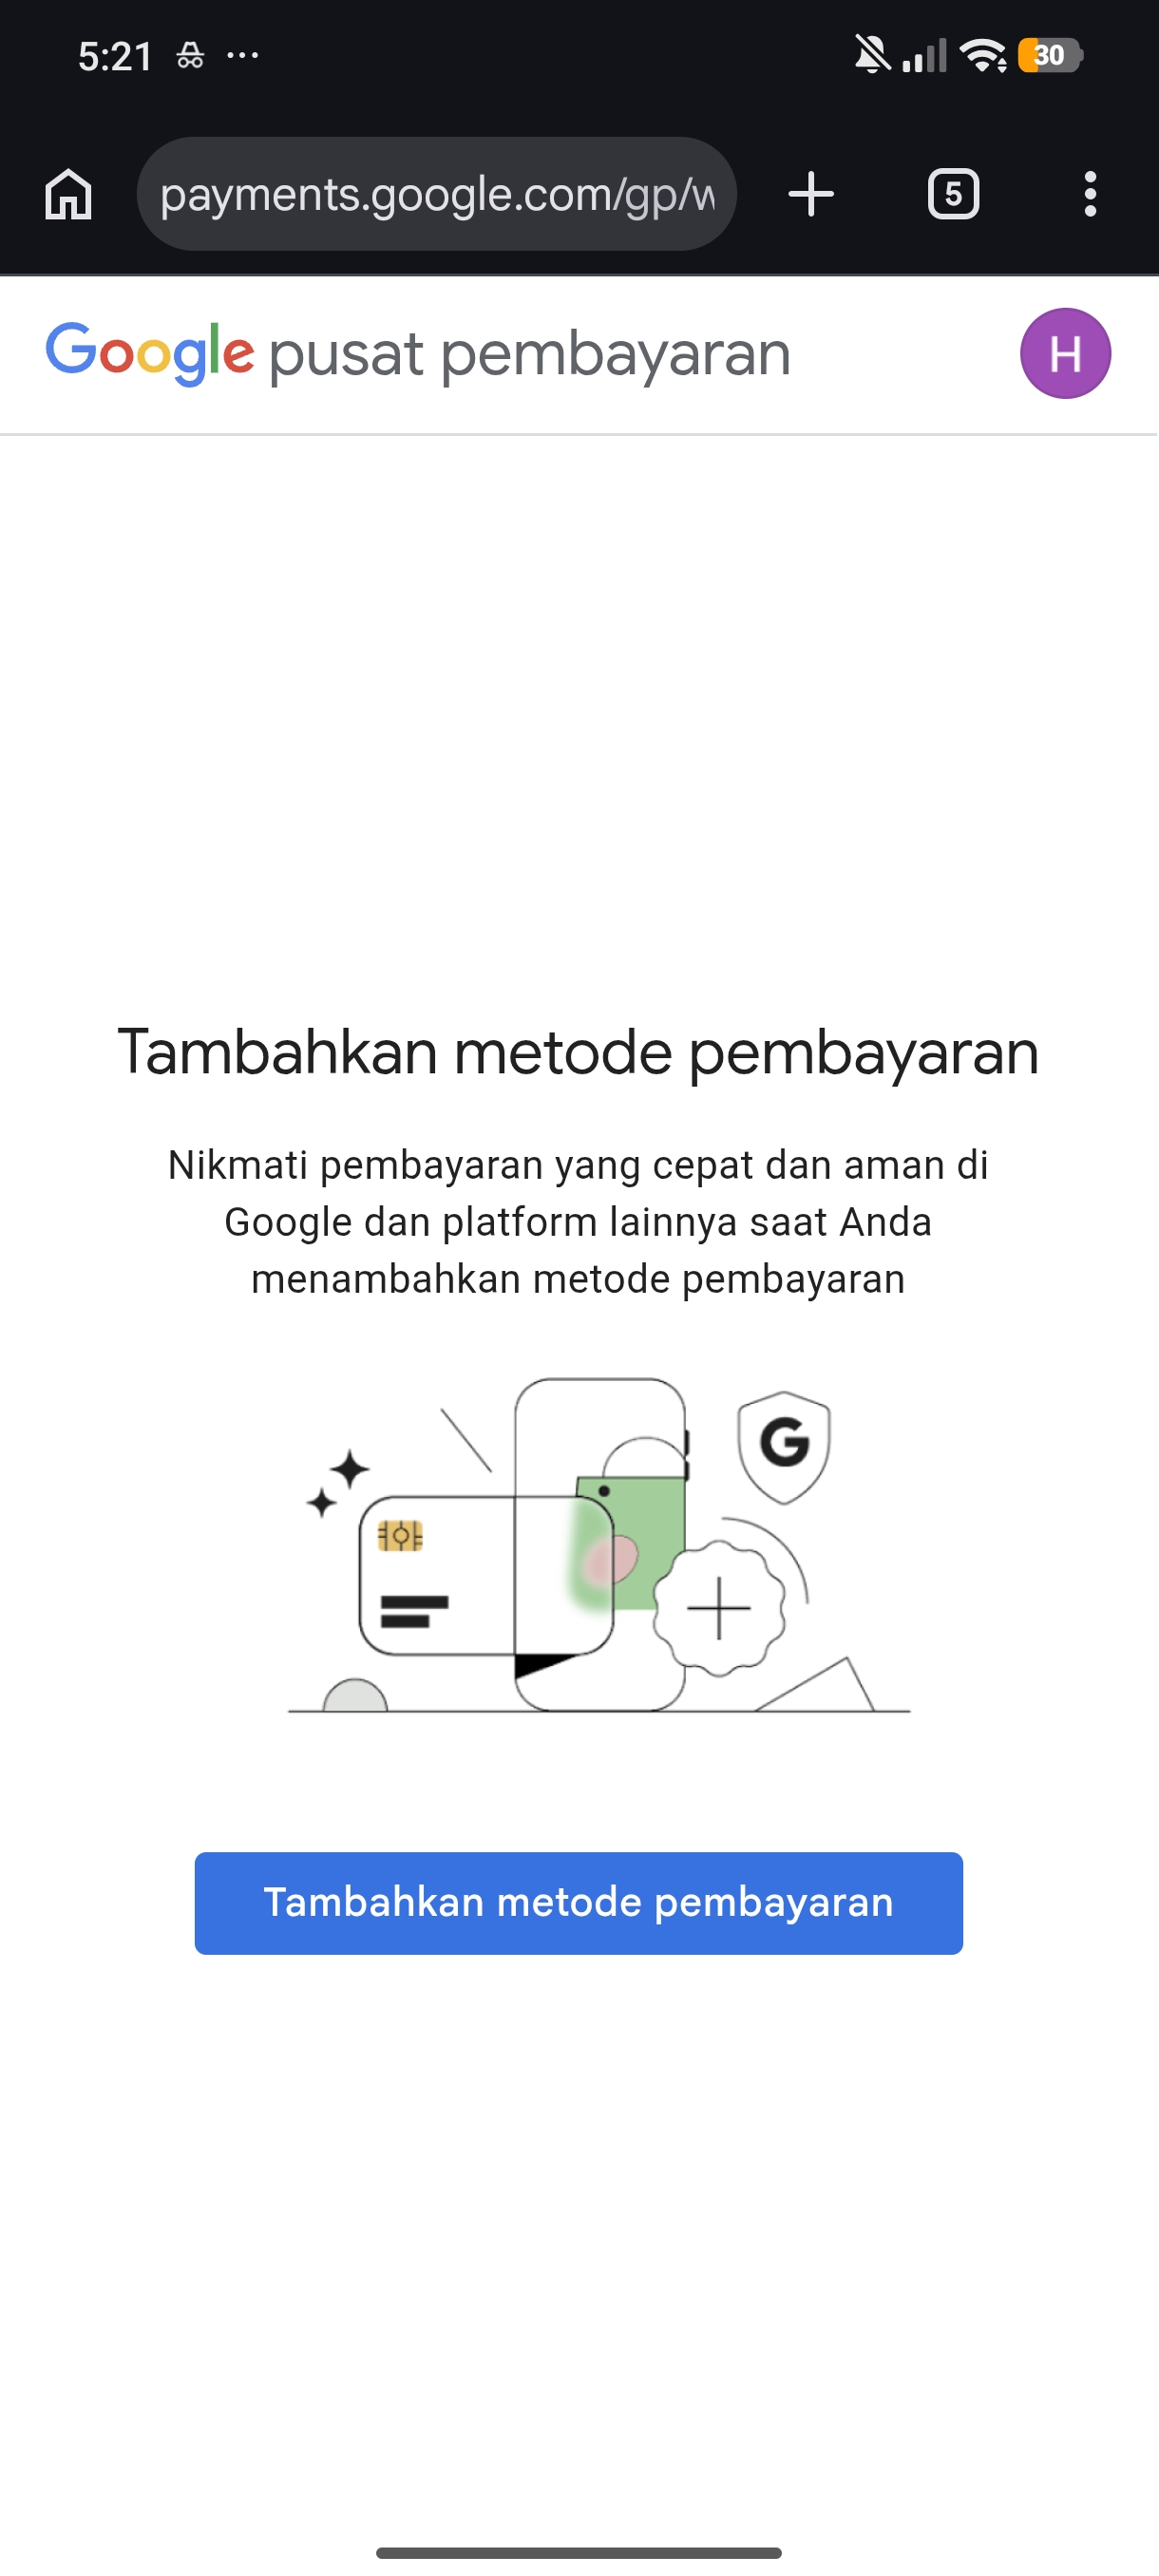 5:21
30
payments.google.com/gp/w
5
Google pusat pembayaran
H
Tambahkan metode pembayaran
Nikmati pembayaran yang cepat dan aman di
Google dan platform lainnya saat Anda
menambahkan metode pembayaran
G
Tambahkan metode pembayaran